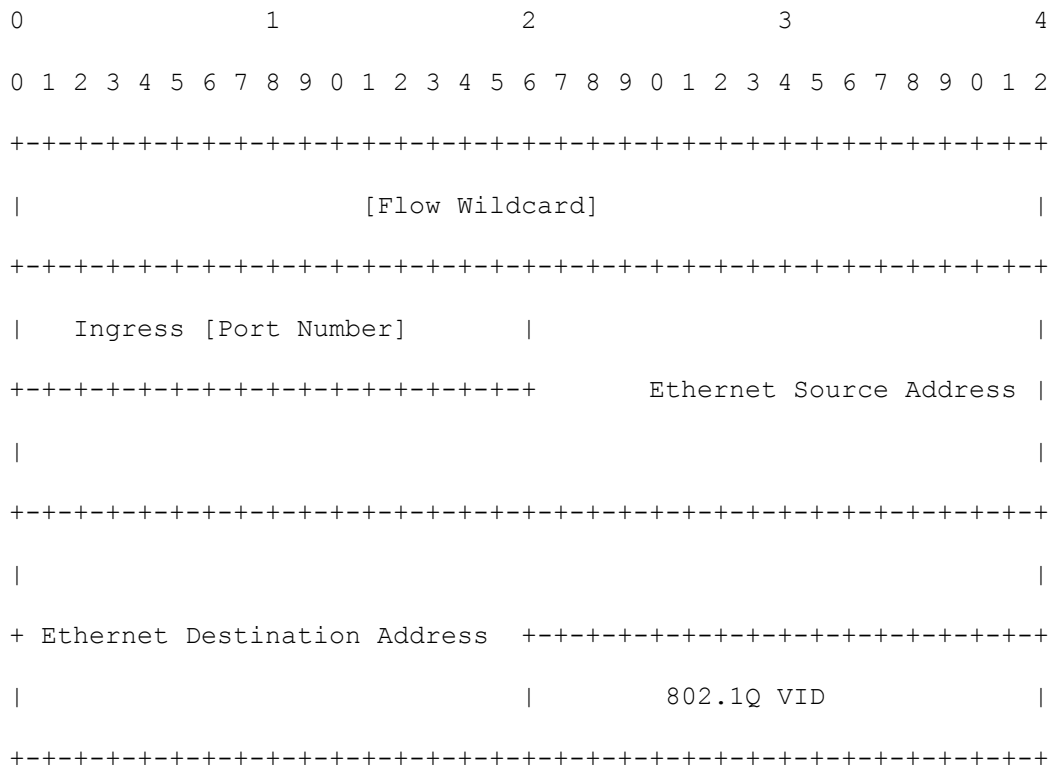 0 1 2 3 4
0 1 2 3 4 5 6 7 8 9 0 1 2 3 4 5 6 7 8 9 0 1 2 3 4 5 6 7 8 9 0 1 2
+-+-+-+-+-+-+-+-+-+-+-+-+-+-+-+-+-+-+-+-+-+-+-+-+-+-+-+-+-+-+-+-+
| [Flow Wildcard] |
+-+-+-+-+-+-+-+-+-+-+-+-+-+-+-+-+-+-+-+-+-+-+-+-+-+-+-+-+-+-+-+-+
| Ingress [Port Number] | |
+-+-+-+-+-+-+-+-+-+-+-+-+-+-+-+-+ Ethernet Source Address |
| |
+-+-+-+-+-+-+-+-+-+-+-+-+-+-+-+-+-+-+-+-+-+-+-+-+-+-+-+-+-+-+-+-+
| |
+ Ethernet Destination Address +-+-+-+-+-+-+-+-+-+-+-+-+-+-+-+-+
| | 802.1Q VID |
+-+-+-+-+-+-+-+-+-+-+-+-+-+-+-+-+-+-+-+-+-+-+-+-+-+-+-+-+-+-+-+-+